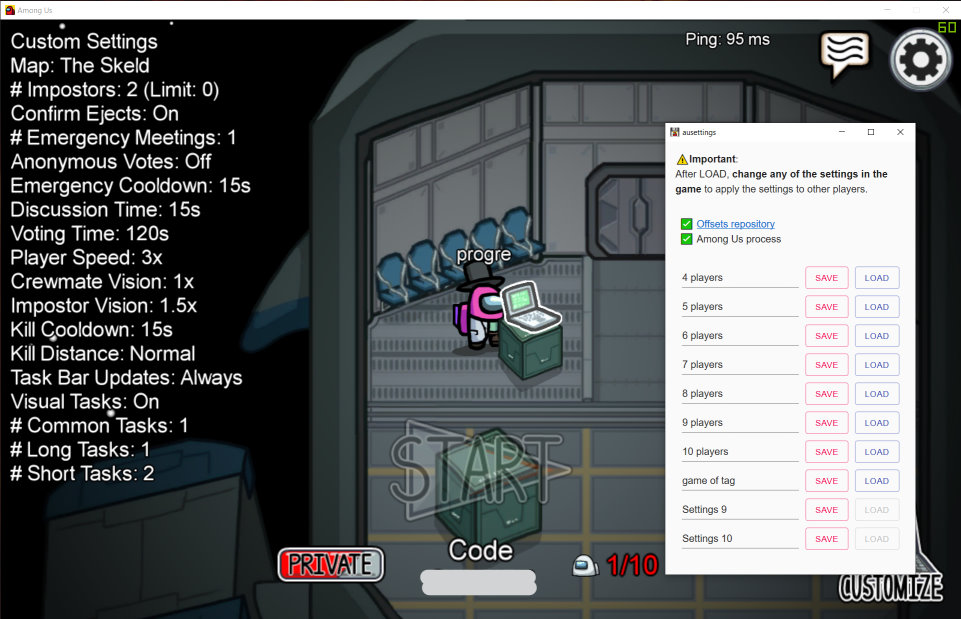 Among Us
60
Custom Settings
Map: The Skeld
# Impostors: 2 (Limit: 0)
Confirm Ejects: On
# Emergency Meetings: 1
Anonymous Votes: Off
Emergency Cooldown: 15s
Discussion Time: 15s
Voting Time: 120s
Player Speed: 3x
Crewmate Vision: 1x
Impostor Vision: 1.5x
Kill Cooldown: 15s
Kill Distance: Normal
Task Bar Updates: Always
Visual Tasks: On
# Common Tasks: 1
# Long Tasks: 1
# Short Tasks: 2
Ping: 95 ms
progre
START
PRIVATE
Code
1/10
CUSTOMIZE
ausettings
Important:
After LOAD, change any of the settings in the
game to apply the settings to other players.
Offsets repository
Among Us process
4 players SAVE LOAD
5 players SAVE LOAD
6 players SAVE LOAD
7 players SAVE LOAD
8 players SAVE LOAD
9 players SAVE LOAD
10 players SAVE LOAD
game of tag SAVE LOAD
Settings 9 SAVE LOAD
Settings 10 SAVE LOAD